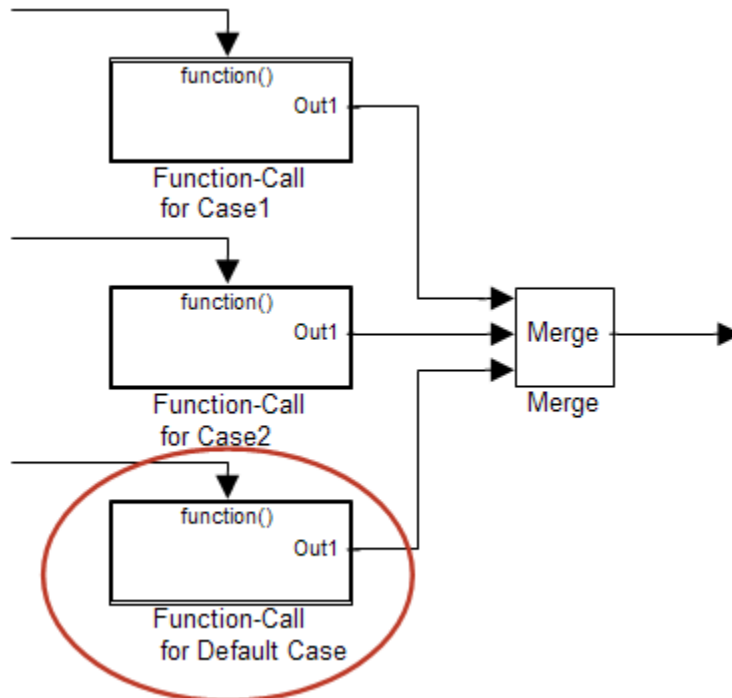 function()
Out1
Function-Call
for Case1
function()
Out1
Function-Call
for Case2
Merge
Merge
function()
Out1
Function-Call
for Default Case